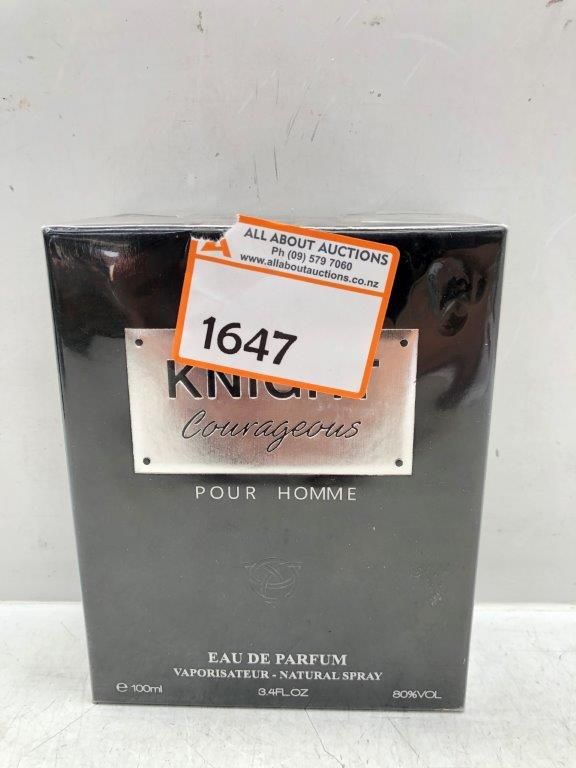 ALL ABOUT AUCTIONS
Ph (09) 579 7060
www.allaboutauctions.co.nz
1647
KNIGHT
Courageous
POUR HOMME
EAU DE PARFUM
VAPORISATEUR - NATURAL SPRAY
e 100ml 3.4FL.OZ 80%VOL